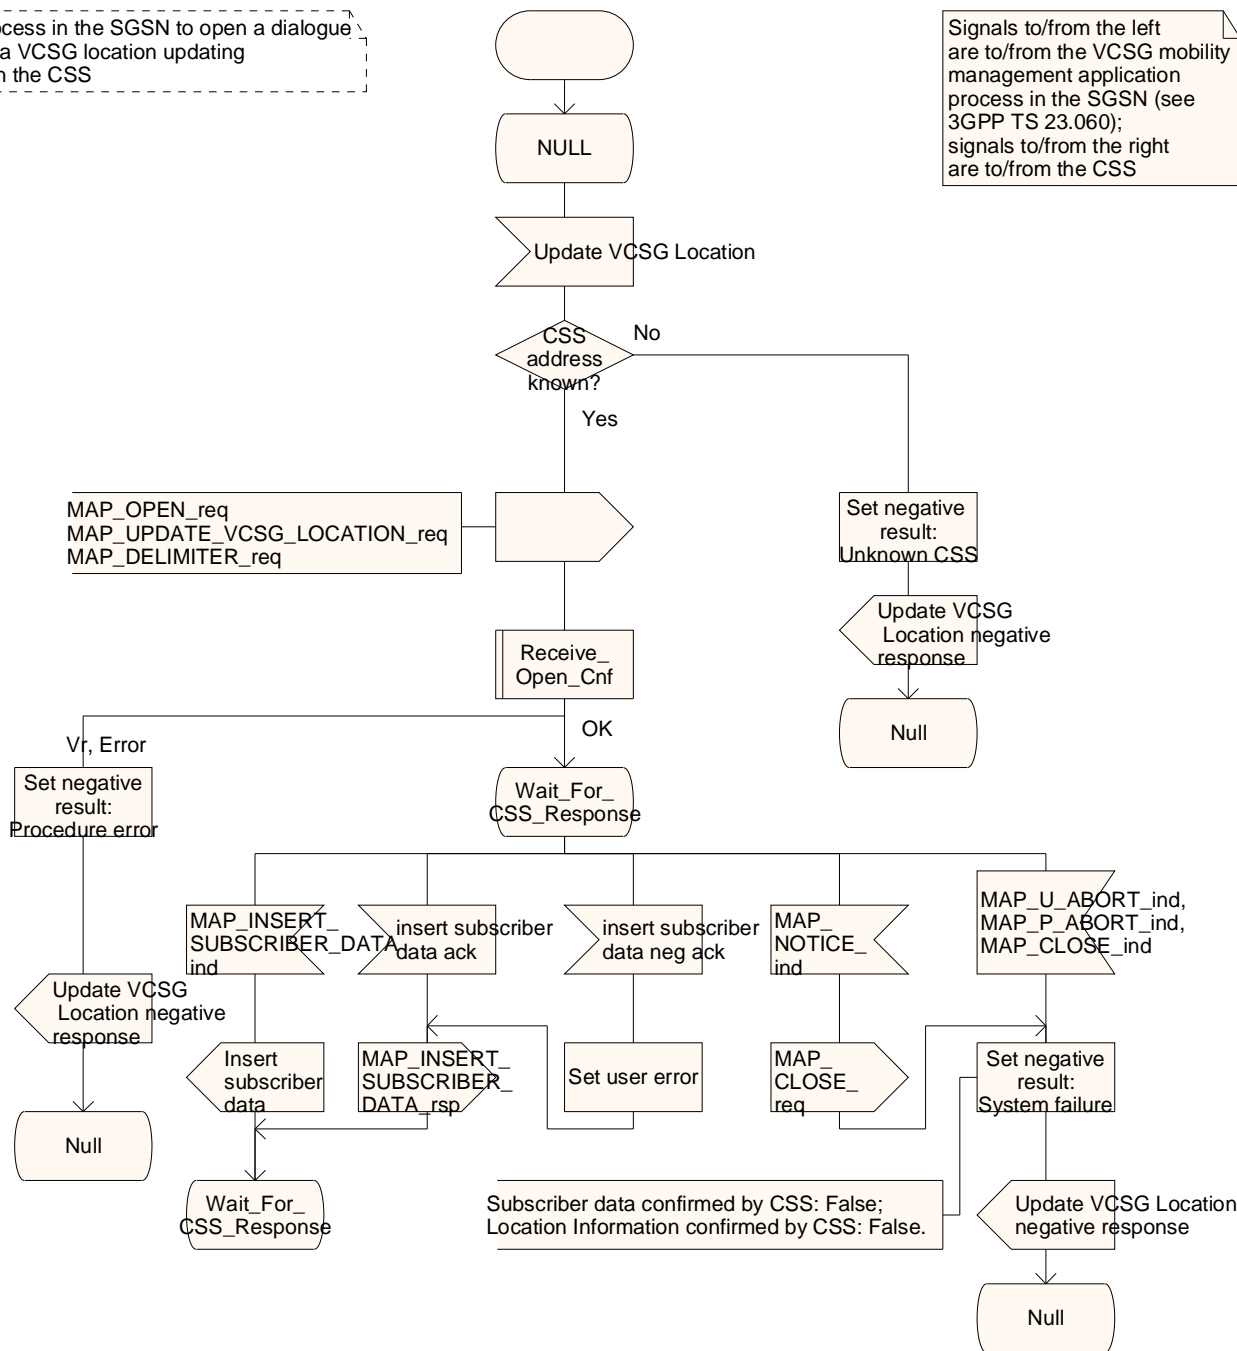 ocess in the SGSN to open a dialogue
a VCSG location updating
n the CSS
Signals to/from the left
are to/from the VCSG mobility
management application
process in the SGSN (see
3GPP TS 23.060);
signals to/from the right
are to/from the CSS
NULL
Update VCSG Location
CSS
address
known?
No
Yes
MAP_OPEN_req
MAP_UPDATE_VCSG_LOCATION_req
MAP_DELIMITER_req
Set negative
result:
Unknown CSS
Update VCSG
Location negative
response
Null
Receive_
Open_Cnf
OK
Vr, Error
Set negative
result:
Procedure error
Wait_For_
CSS_Response
MAP_INSERT_
SUBSCRIBER_DATA_
ind
insert subscriber
data ack
insert subscriber
data neg ack
MAP_
NOTICE_
ind
MAP_U_ABORT_ind,
MAP_P_ABORT_ind,
MAP_CLOSE_ind
Update VCSG
Location negative
response
Insert
subscriber
data
MAP_INSERT_
SUBSCRIBER_
DATA_rsp
Set user error
MAP_
CLOSE_
req
Set negative
result:
System failure
Null
Wait_For_
CSS_Response
Subscriber data confirmed by CSS: False;
Location Information confirmed by CSS: False.
Update VCSG Location
negative response
Null